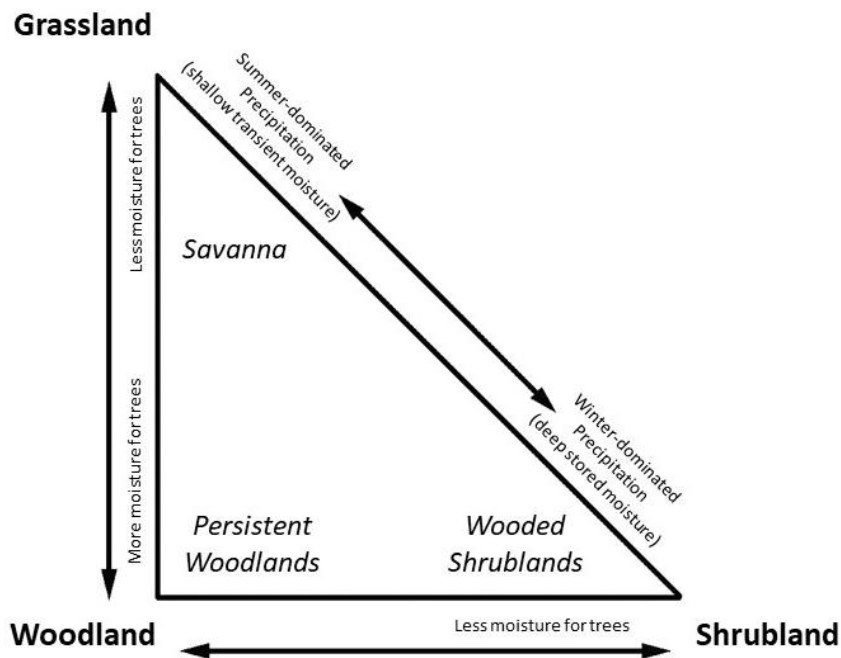 Grassland
Summer-dominated
Precipitation
(shallow transient moisture)
Less moisture for trees
Savanna
More moisture for trees
Winter-dominated
Precipitation
(deep stored moisture)
Persistent
Woodlands
Wooded
Shrublands
Woodland
Less moisture for trees
Shrubland